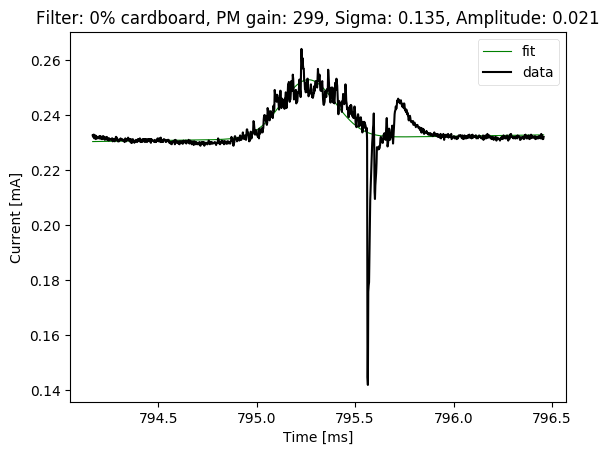 Filter: 0% cardboard, PM gain: 299, Sigma: 0.135, Amplitude: 0.021
fit
data
0.26
0.24
0.22
0.20
0.18
0.16
0.14
Current [mA]
794.5 795.0 795.5 796.0 796.5
Time [ms]